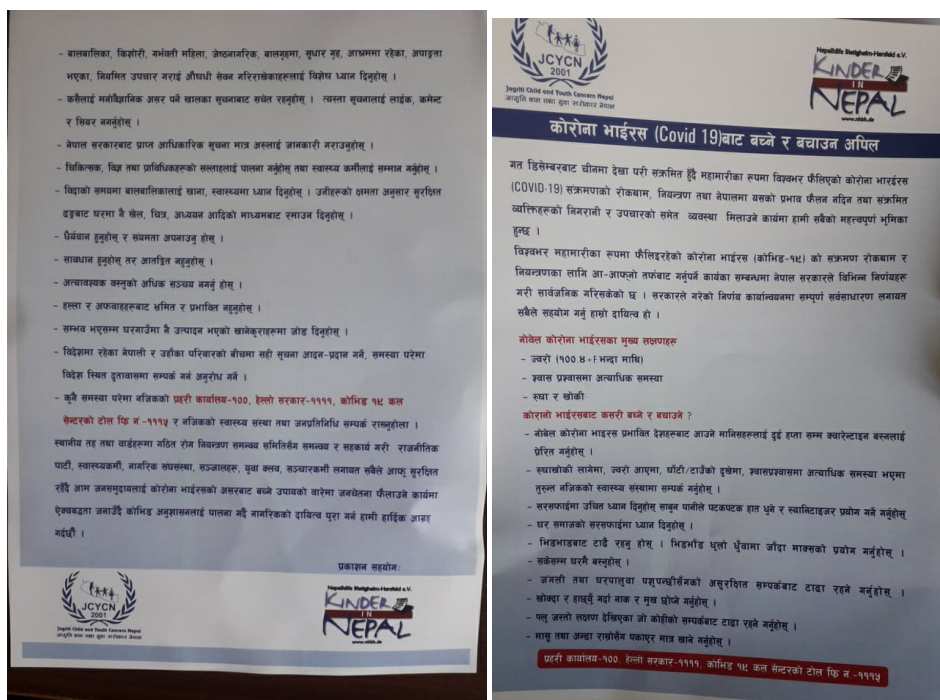 - बालबालिका, किशोरी, गर्भवती महिला, जेष्ठनागरिक, बालगृहमा, सुधार गृह, आश्रममा रहेका, अपाङ्गता
भएका, नियमित उपचार गराई औषधी सेवन गरिराखेकाहरूलाई विशेष ध्यान दिनुहोस् ।
- कसैलाई मनोवैज्ञानिक असर पर्ने खालका सूचनाबाट सचेत रहनुहोस् । त्यस्ता सूचनालाई लाईक, कमेन्ट
र सियर नगर्नुहोस् ।
- नेपाल सरकारबाट प्राप्त आधिकारिक सूचना मात्र अरूलाई जानकारी गराउनुहोस् ।
- चिकित्सक, विज्ञ तथा प्राविधिकहरूको सल्लाहलाई पालना गर्नुहोस् तथा स्वास्थ्य कर्मीलाई सम्मान गर्नुहोस् ।
- विदाको समयमा बालबालिकालाई खाना, स्वास्थ्यमा ध्यान दिनुहोस् । उनीहरूको क्षमता अनुसार सुरक्षित
ढङ्गबाट घरमा नै खेल, चित्र, अध्ययन आदिको माध्यमबाट रमाउन दिनुहोस् ।
- धैर्यवान हुनुहोस् र संयमता अपनाउनु होस् ।
- सावधान हुनुहोस् तर आतङ्कित नहुनुहोस् ।
- अत्यावश्यक वस्तुको अधिक सञ्चय नगर्नु होस् ।
- हल्ला र अफवाहहरूबाट भ्रमित र प्रभावित नहुनुहोस् ।
- सम्भव भएसम्म घरगाउँमा नै उत्पादन भएको खानेकुराहरूमा जोड दिनुहोस् ।
- विदेशमा रहेका नेपाली र उहाँका परिवारको बीचमा सही सूचना आदान-प्रदान गर्ने, समस्या परेमा
विदेश स्थित दुतावासमा सम्पर्क गर्न अनुरोध गर्ने ।
- कुनै समस्या परेमा नजिकको प्रहरी कार्यालय-१००, हेल्लो सरकार-११११, कोभिड १९ कल
सेन्टरको टोल फ्रि नं.-१११५ र नजिकको स्वास्थ्य संस्था तथा जनप्रतिनिधि सम्पर्क राख्नुहोला ।
स्थानीय तह तथा वार्डहरूमा गठित रोग नियन्त्रण समन्वय समितिसँग समन्वय र सहकार्य गरी राजनीतिक
पार्टी, स्वास्थ्यकर्मी, नागरिक संघसंस्था, सञ्जालहरू, युवा क्लव, सञ्चारकर्मी लगायत सबैले आफू सुरक्षित
रहँदै आम जनसमुदायलाई कोरोना भाईरसको असरबाट बच्ने उपायको वारेमा जनचेतना फैलाउने कार्यमा
ऐक्यबद्धता जनाउँदै कोभिड अनुशासनलाई पालना गर्दै नागरिकको दायित्व पूरा गर्न हामी हार्दिक आग्रह
गर्दछौं ।
प्रकाशन सहयोग:
JCYCN
2001
Jagriti Child and Youth Concern Nepal
जागृति बाल तथा युवा सरोकार नेपाल
Nepalhilfe Bietigheim-Hersfeld e.V.
KINDER
IN
NEPAL
JCYCN
2001
Jagriti Child and Youth Concern Nepal
जागृति बाल तथा युवा सरोकार नेपाल
Nepalhilfe Bietigheim-Hersfeld e.V.
KINDER
IN
NEPAL
कोरोना भाईरस (Covid 19)बाट बच्ने र बचाउन अपिल
गत डिसेम्बरबाट चीनमा देखा परी संक्रमित हुँदै महामारीका रूपमा विश्वभर फैलिएको कोरोना भारईरस
(COVID-19) संक्रमणको रोकथाम, नियन्त्रण तथा नेपालमा यसको प्रभाव फैलन नदिन तथा संक्रमित
व्यक्तिहरूको निगरानी र उपचारको समेत व्यवस्था मिलाउने कार्यमा हामी सबैको महत्त्वपूर्ण भूमिका
हुन्छ ।
विश्वभर महामारीका रूपमा फैलिइरहेको कोरोना भाईरस (कोभिड-१९) को संक्रमण रोकथाम र
नियन्त्रणका लागि आ-आफ्नो तर्फबाट गर्नुपर्ने कार्यका सम्बन्धमा नेपाल सरकारले विभिन्न निर्णयहरू
गरी सार्वजनिक गरिसकेको छ । सरकारले गरेको निर्णय कार्यान्वयनमा सम्पूर्ण सर्वसाधारण लगायत
सबैले सहयोग गर्नु हाम्रो दायित्व हो ।
नोवेल कोरोना भाईरसका मुख्य लक्षणहरू
- ज्वरो (१००.४ ॰F भन्दा माथि)
- श्वास प्रश्वासमा अत्याधिक समस्या
- रुघा र खोकी
कोरानो भाईरसबाट कसरी बच्ने र बचाउने ?
- नोबेल कोरोना भाइरस प्रभावित देशहरूबाट आउने मानिसहरूलाई दुई हप्ता सम्म क्वारेन्टाइन बस्नलाई
प्रेरित गर्नुहोस् ।
- रुघाखोकी लागेमा, ज्वरो आएमा, घाँटी/टाउँको दुखेमा, श्वासप्रश्वासमा अत्याधिक समस्या भएमा
तुरुन्त नजिकको स्वास्थ्य संस्थामा सम्पर्क गर्नुहोस् ।
- सरसफाईमा उचित ध्यान दिनुहोस् साबुन पानीले पटकपटक हात धुने र स्यानिटाइजर प्रयोग गर्ने गर्नुहोस्
- घर समाजको सरसफाईमा ध्यान दिनुहोस् ।
- भिडभाडबाट टाढै रहनु होस् । भिडभाँड धूलो धुँवामा जाँदा माक्सको प्रयोग गर्नुहोस् ।
- सकेसम्म घरमै बस्नुहोस् ।
- जंगली तथा घरपालुवा पशुपन्छीसँगको असुरक्षित सम्पर्कबाट टाढा रहने गर्नुहोस् ।
- खोक्दा र हाछ्युँ गर्दा नाक र मुख छोप्ने गर्नुहोस् ।
- फ्लू जस्तो लक्षण देखिएका जो कोहीको सम्पर्कबाट टाढा रहने गर्नुहोस् ।
- मासु तथा अन्डा राम्रोसँग पकाएर मात्र खाने गर्नुहोस् ।
प्रहरी कार्यालय-१००, हेल्लो सरकार-११११, कोभिड १९ कल सेन्टरको टोल फ्रि नं.-१११५